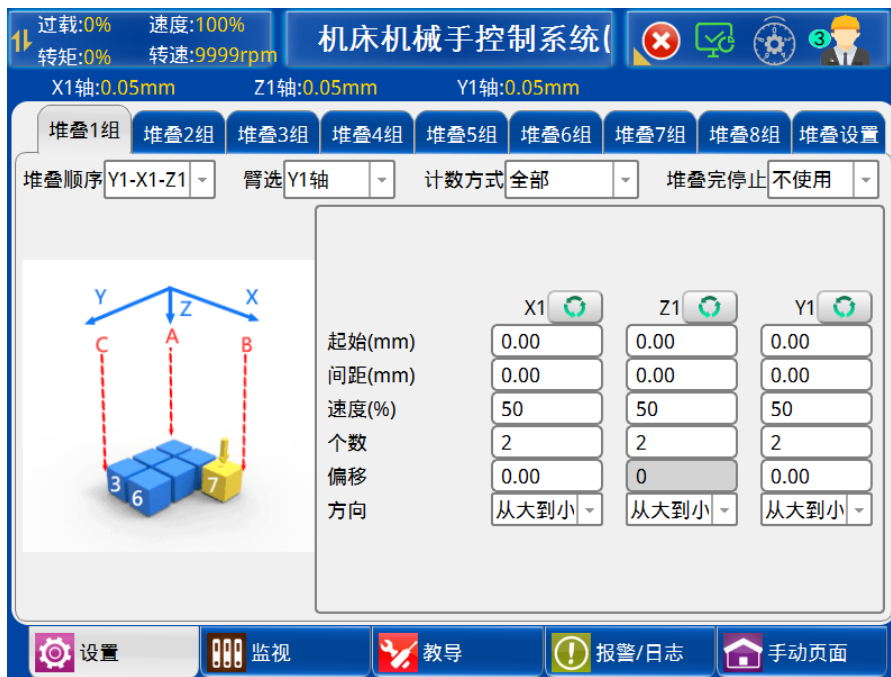 过载:0% 速度:100% 机床机械手控制系统(
转矩:0% 转速:9999rpm 3
X1轴:0.05mm Z1轴:0.05mm Y1轴:0.05mm
堆叠1组 堆叠2组 堆叠3组 堆叠4组 堆叠5组 堆叠6组 堆叠7组 堆叠8组 堆叠设置
堆叠顺序 Y1-X1-Z1 臂选 Y1轴 计数方式 全部 堆叠完停止 不使用
Y X
Z
C A B
3 6 7
X1 Z1 Y1
起始(mm) 0.00 0.00 0.00
间距(mm) 0.00 0.00 0.00
速度(%) 50 50 50
个数 2 2 2
偏移 0.00 0 0.00
方向 从大到小 从大到小 从大到小
设置 监视 教导 报警/日志 手动页面